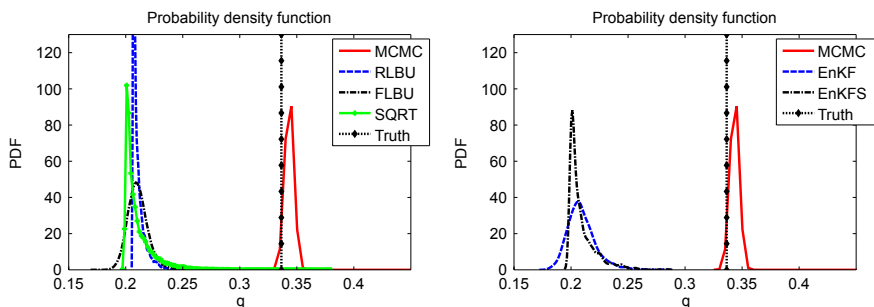 Probability density function
PDF
120
100
80
60
40
20
0
0.15
0.2
0.25
0.3
0.35
0.4
q
MCMC
RLBU
FLBU
SQRT
Truth
Probability density function
PDF
120
100
80
60
40
20
0
0.15
0.2
0.25
0.3
0.35
0.4
q
MCMC
EnKF
EnKFS
Truth